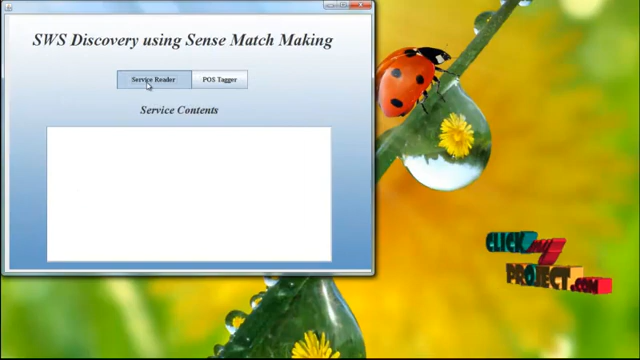 SWS Discovery using Sense Match Making
Service Reader
POS Tagger
Service Contents
CLICK my
PROJECT.COM